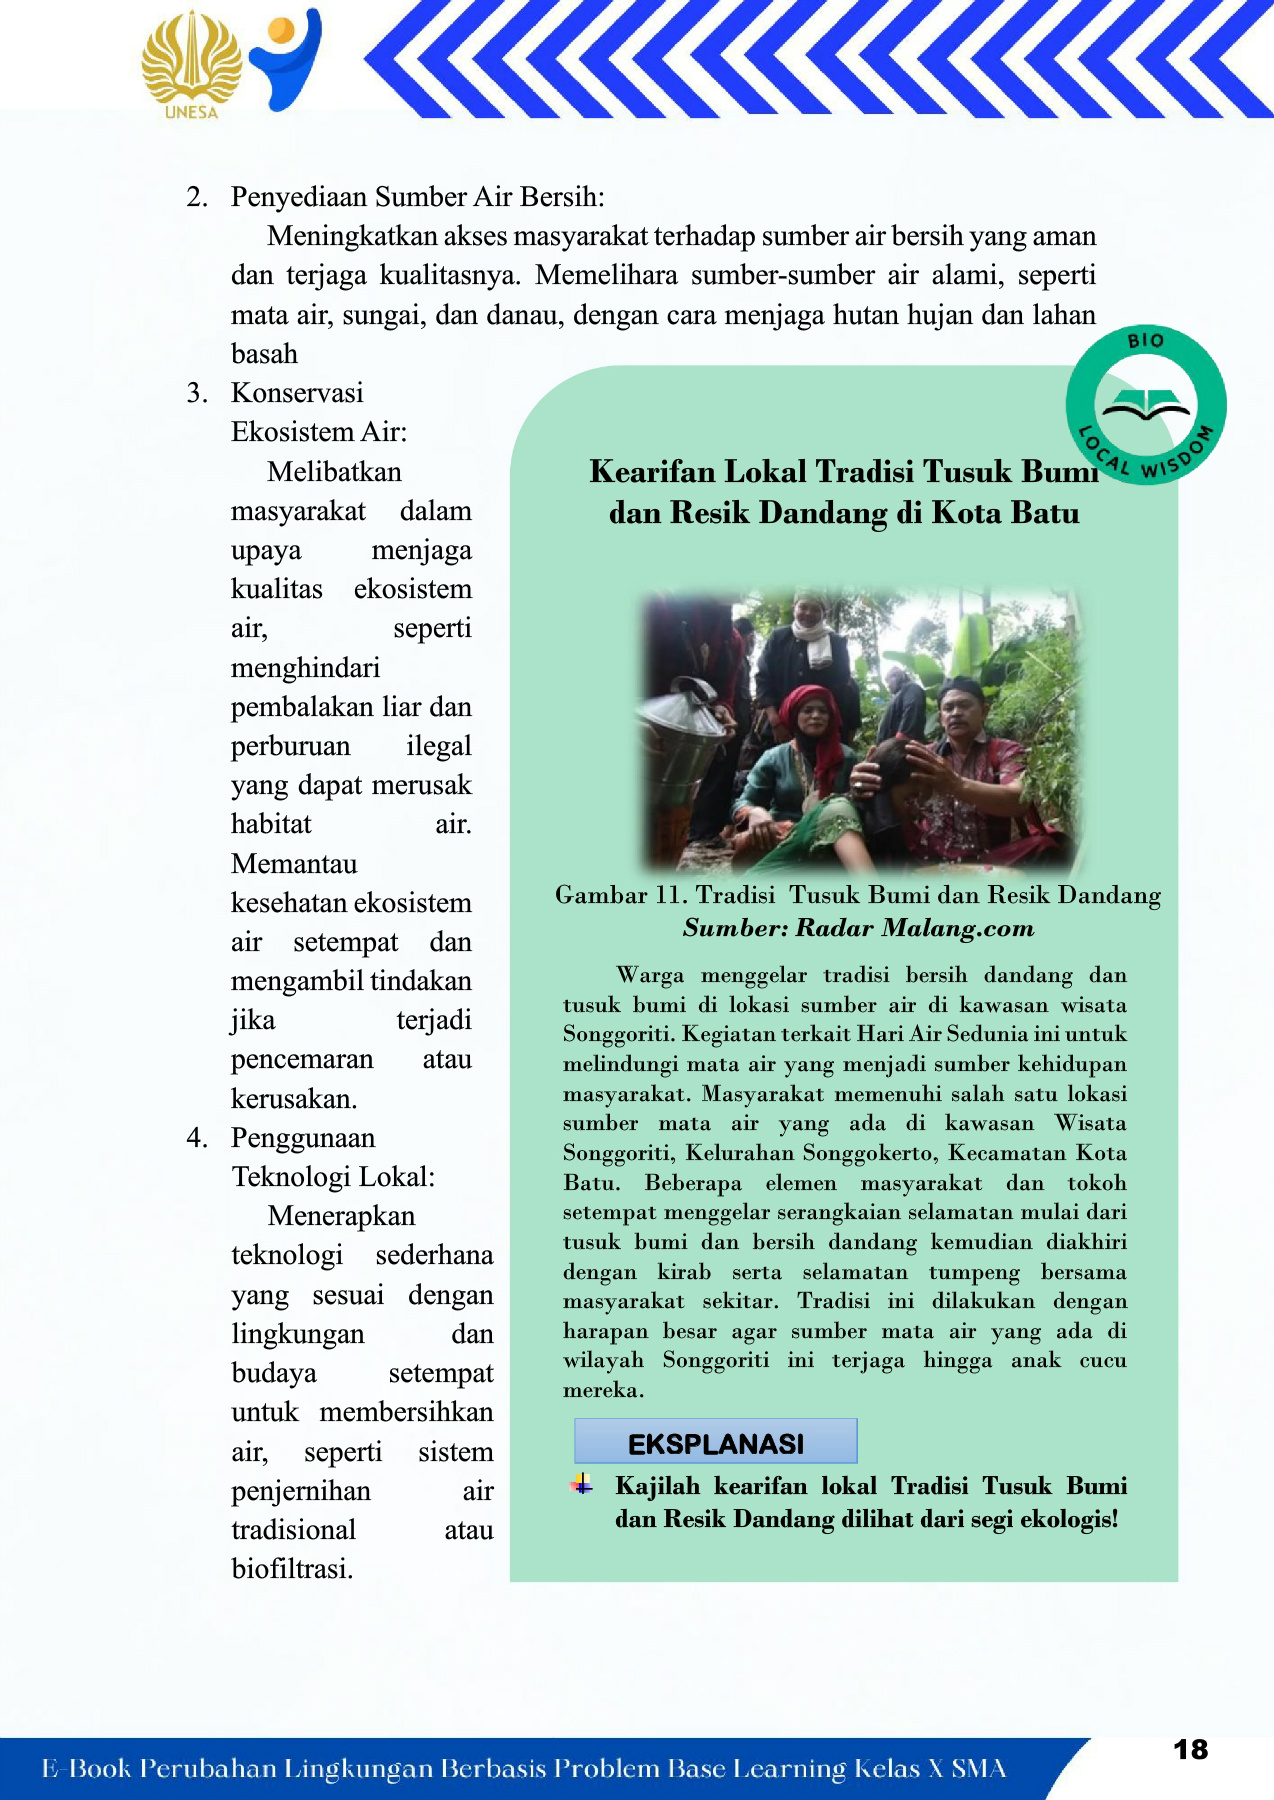 UNESA
2. Penyediaan Sumber Air Bersih:
Meningkatkan akses masyarakat terhadap sumber air bersih yang aman
dan terjaga kualitasnya. Memelihara sumber-sumber air alami, seperti
mata air, sungai, dan danau, dengan cara menjaga hutan hujan dan lahan
basah
3. Konservasi
Ekosistem Air:
Melibatkan
masyarakat dalam
upaya menjaga
kualitas ekosistem
air, seperti
menghindari
pembalakan liar dan
perburuan ilegal
yang dapat merusak
habitat air.
Memantau
kesehatan ekosistem
air setempat dan
mengambil tindakan
jika terjadi
pencemaran atau
kerusakan.
4. Penggunaan
Teknologi Lokal:
Menerapkan
teknologi sederhana
yang sesuai dengan
lingkungan dan
budaya setempat
untuk membersihkan
air, seperti sistem
penjernihan air
tradisional atau
biofiltrasi.
BIO
LOCAL WISDOM
Kearifan Lokal Tradisi Tusuk Bumi
dan Resik Dandang di Kota Batu
Gambar 11. Tradisi Tusuk Bumi dan Resik Dandang
Sumber: Radar Malang.com
Warga menggelar tradisi bersih dandang dan
tusuk bumi di lokasi sumber air di kawasan wisata
Songgoriti. Kegiatan terkait Hari Air Sedunia ini untuk
melindungi mata air yang menjadi sumber kehidupan
masyarakat. Masyarakat memenuhi salah satu lokasi
sumber mata air yang ada di kawasan Wisata
Songgoriti, Kelurahan Songgokerto, Kecamatan Kota
Batu. Beberapa elemen masyarakat dan tokoh
setempat menggelar serangkaian selamatan mulai dari
tusuk bumi dan bersih dandang kemudian diakhiri
dengan kirab serta selamatan tumpeng bersama
masyarakat sekitar. Tradisi ini dilakukan dengan
harapan besar agar sumber mata air yang ada di
wilayah Songgoriti ini terjaga hingga anak cucu
mereka.
EKSPLANASI
Kajilah kearifan lokal Tradisi Tusuk Bumi
dan Resik Dandang dilihat dari segi ekologis!
E-Book Perubahan Lingkungan Berbasis Problem Base Learning Kelas X SMA
18